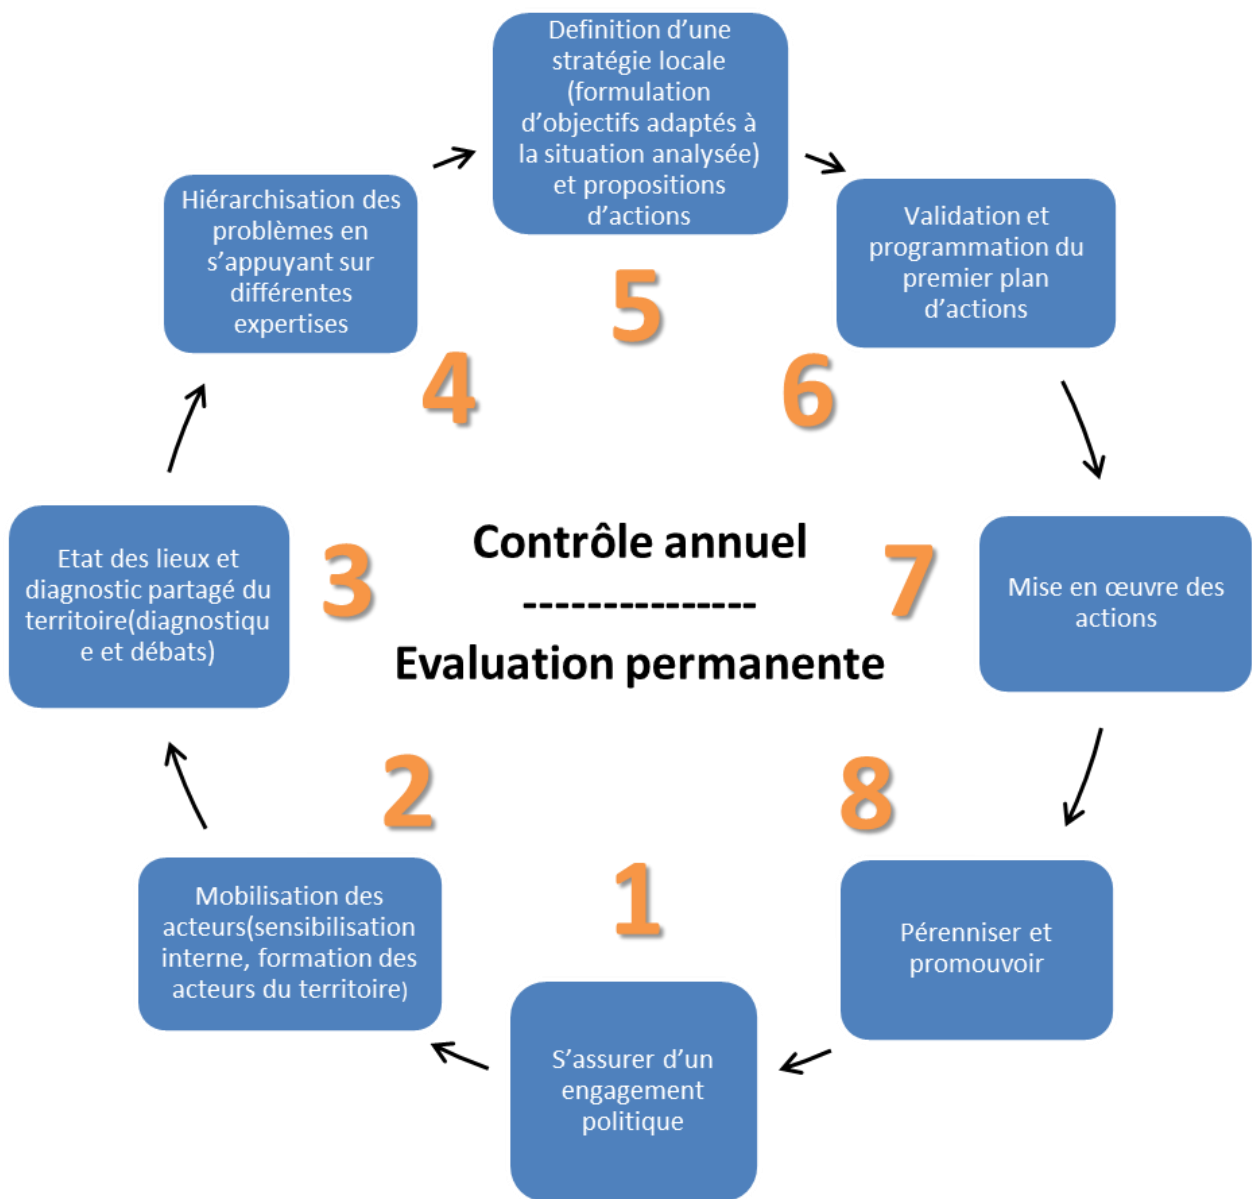 Definition d’une
stratégie locale
(formulation
d’objectifs adaptés à
la situation analysée)
et propositions
d’actions
Hiérarchisation des
problèmes en
s’appuyant sur
différentes
expertises
Validation et
programmation du
premier plan
d’actions
5
4
6
Etat des lieux et
diagnostic partagé du
territoire(diagnostiqu
e et débats)
3
Contrôle annuel
---------------
Evaluation permanente
7
Mise en œuvre des
actions
2
8
Mobilisation des
acteurs(sensibilisation
interne, formation des
acteurs du territoire)
1
Pérenniser et
promouvoir
S’assurer d’un
engagement
politique